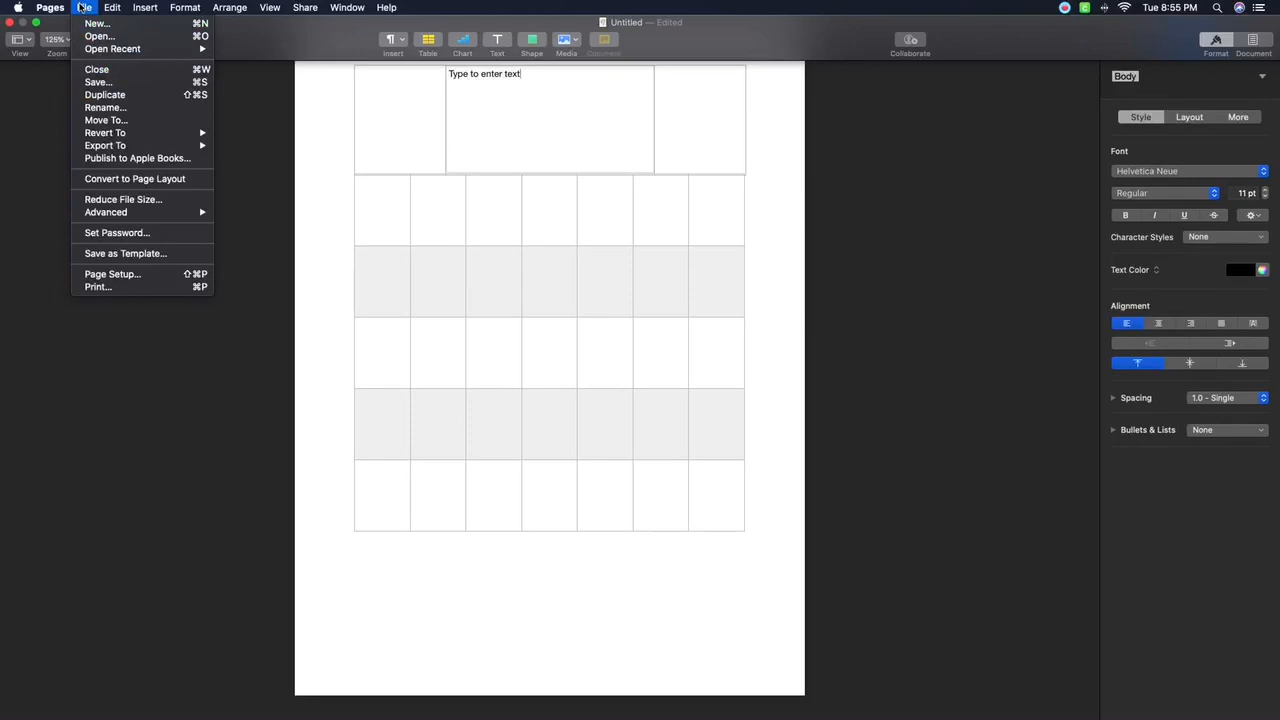 Pages File Edit Insert Format Arrange View Share Window Help Tue 8:55 PM
Untitled — Edited
125%
View Zoom Insert Table Chart Text Shape Media Comment Collaborate Format Document
New... ⌘N
Open... ⌘O
Open Recent
Close ⌘W
Save... ⌘S
Duplicate ⇧⌘S
Rename...
Move To...
Revert To
Export To
Publish to Apple Books...
Convert to Page Layout
Reduce File Size...
Advanced
Set Password...
Save as Template...
Page Setup... ⇧⌘P
Print... ⌘P
Type to enter text
Body
Style Layout More
Font
Helvetica Neue
Regular 11 pt
B I U S
Character Styles None
Text Color
Alignment
Spacing 1.0 - Single
Bullets & Lists None